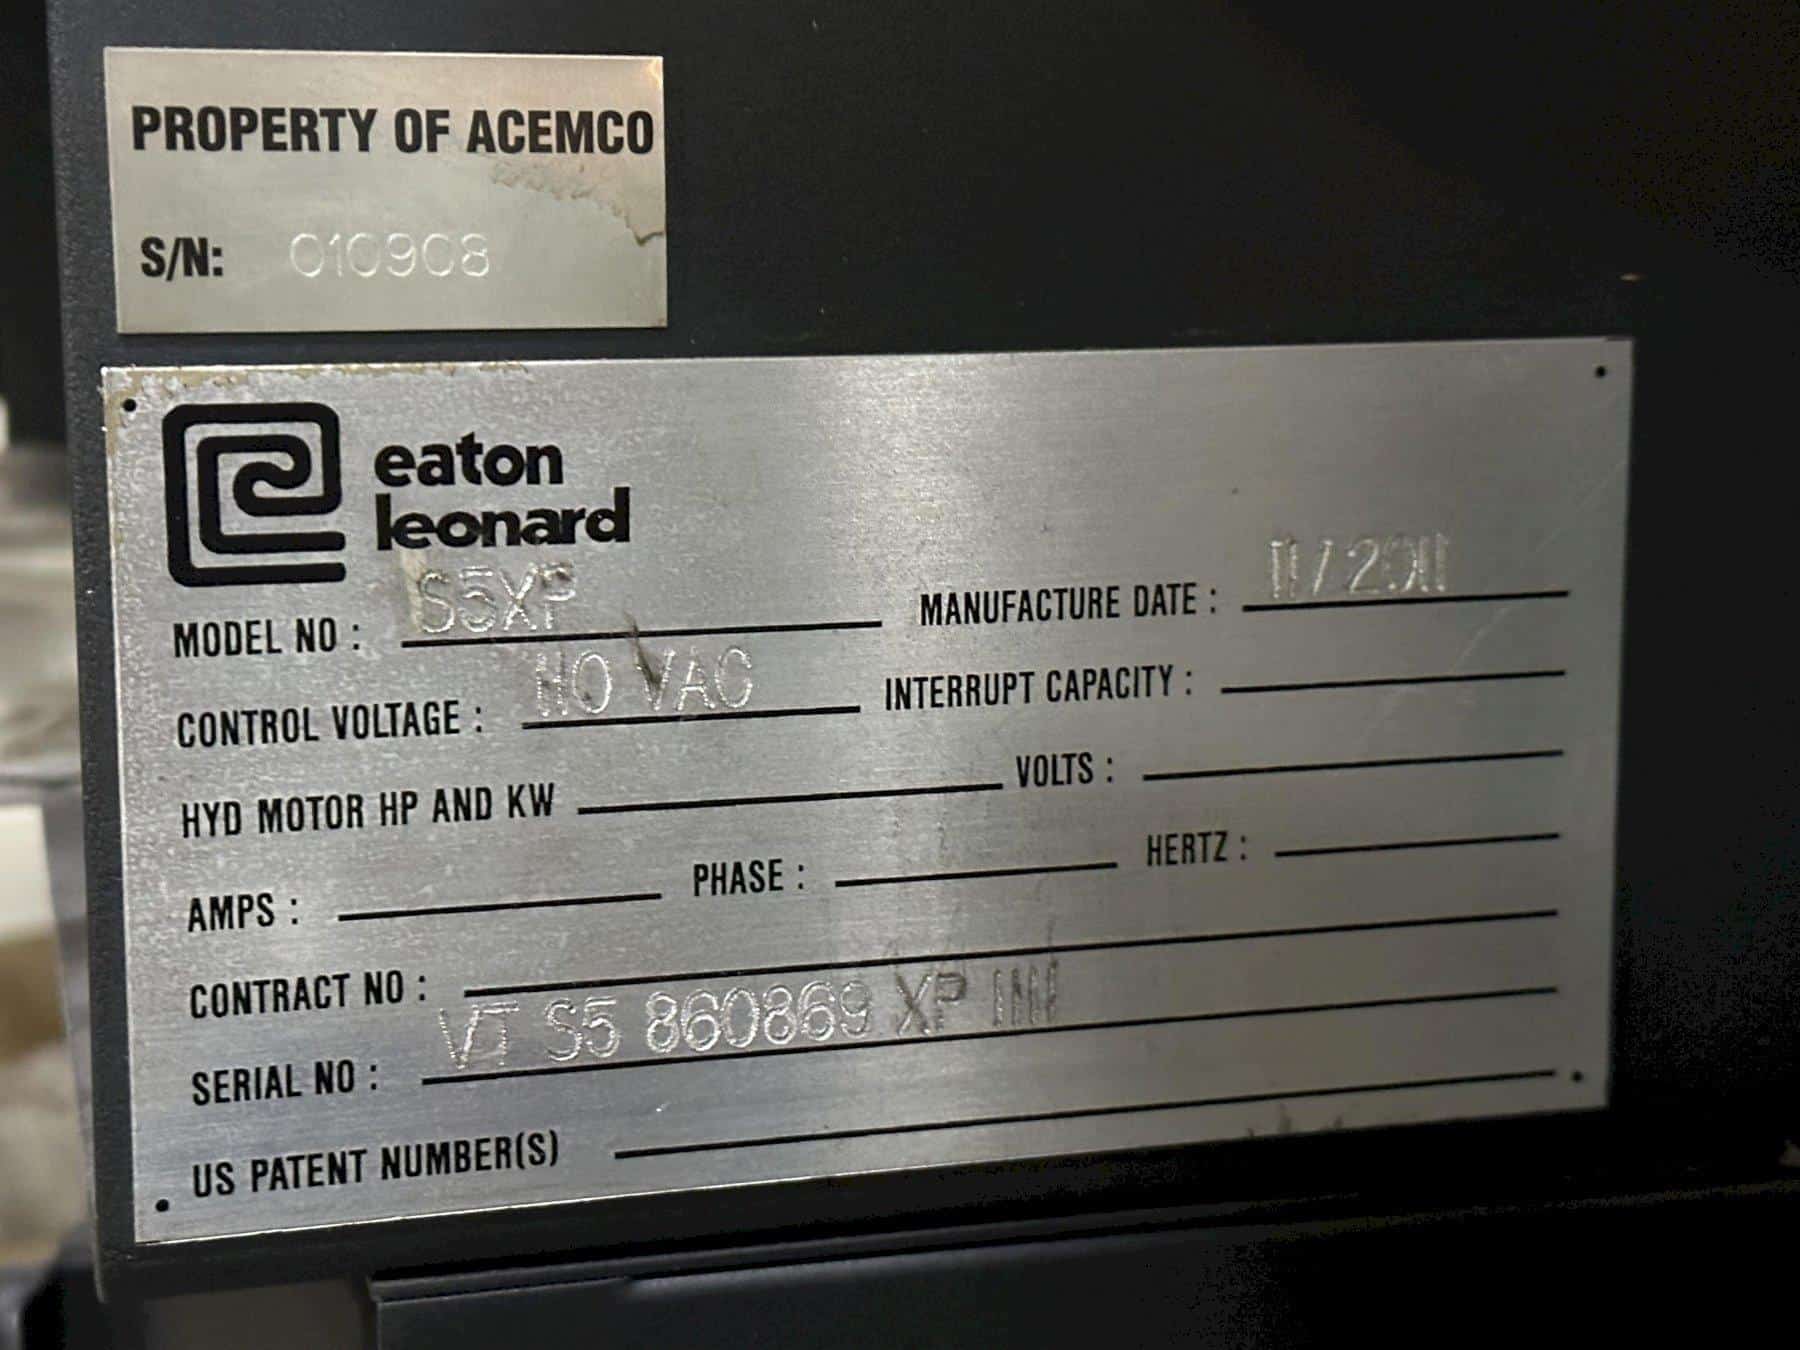 PROPERTY OF ACEMCO
S/N: 010908
eaton
leonard
MODEL NO : S5XP MANUFACTURE DATE : 11/2011
CONTROL VOLTAGE : 110 VAC INTERRUPT CAPACITY :
HYD MOTOR HP AND KW VOLTS :
AMPS : PHASE : HERTZ :
CONTRACT NO :
SERIAL NO : VT S5 860869 XP 1111
US PATENT NUMBER(S)